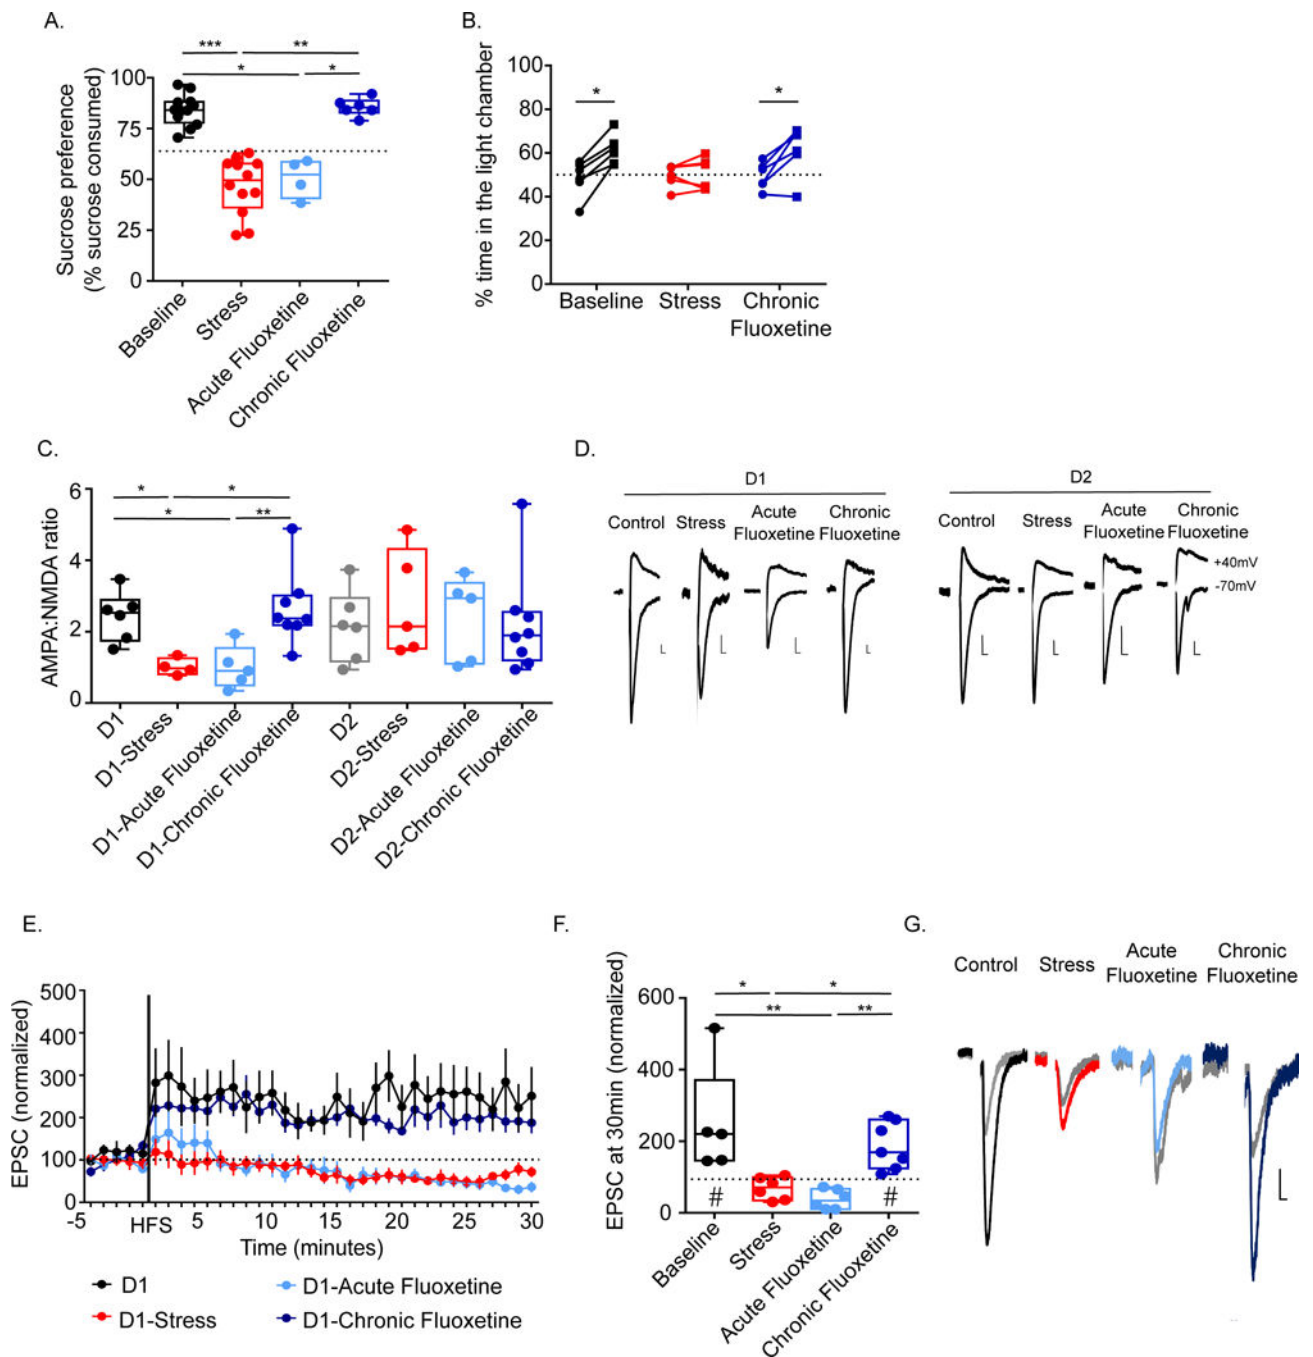 A.
*** **
* *
Sucrose preference
(% sucrose consumed)
100
75
50
25
0
Baseline
Stress
Acute Fluoxetine
Chronic Fluoxetine
B.
% time in the light chamber
100
80
60
40
20
0
* *
Baseline Stress Chronic
Fluoxetine
C.
AMPA:NMDA ratio
6
4
2
0
* *
* **
D1
D1-Stress
D1-Acute Fluoxetine
D1-Chronic Fluoxetine
D2
D2-Stress
D2-Acute Fluoxetine
D2-Chronic Fluoxetine
D.
D1 D2
Control Stress Acute Fluoxetine Chronic Fluoxetine
Control Stress Acute Fluoxetine Chronic Fluoxetine
+40mV
-70mV
E.
EPSC (normalized)
500
400
300
200
100
0
-5 HFS 5 10 15 20 25 30
Time (minutes)
D1 D1-Acute Fluoxetine
D1-Stress D1-Chronic Fluoxetine
F.
EPSC at 30min (normalized)
600
400
200
0
* *
** **
# #
Baseline
Stress
Acute Fluoxetine
Chronic Fluoxetine
G.
Control Stress Acute Fluoxetine Chronic Fluoxetine